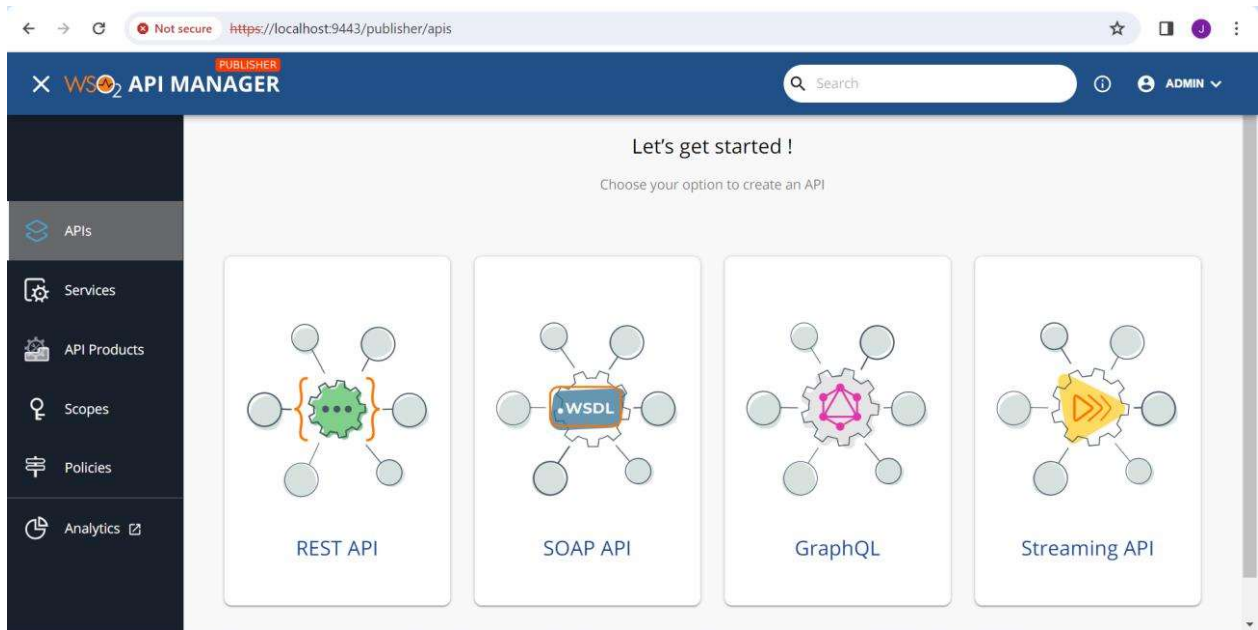 Not secure https://localhost:9443/publisher/apis
J
PUBLISHER
WSO2 API MANAGER
Search
ADMIN
Let's get started !
Choose your option to create an API
APIs
Services
API Products
Scopes
Policies
Analytics
.WSDL
REST API
SOAP API
GraphQL
Streaming API